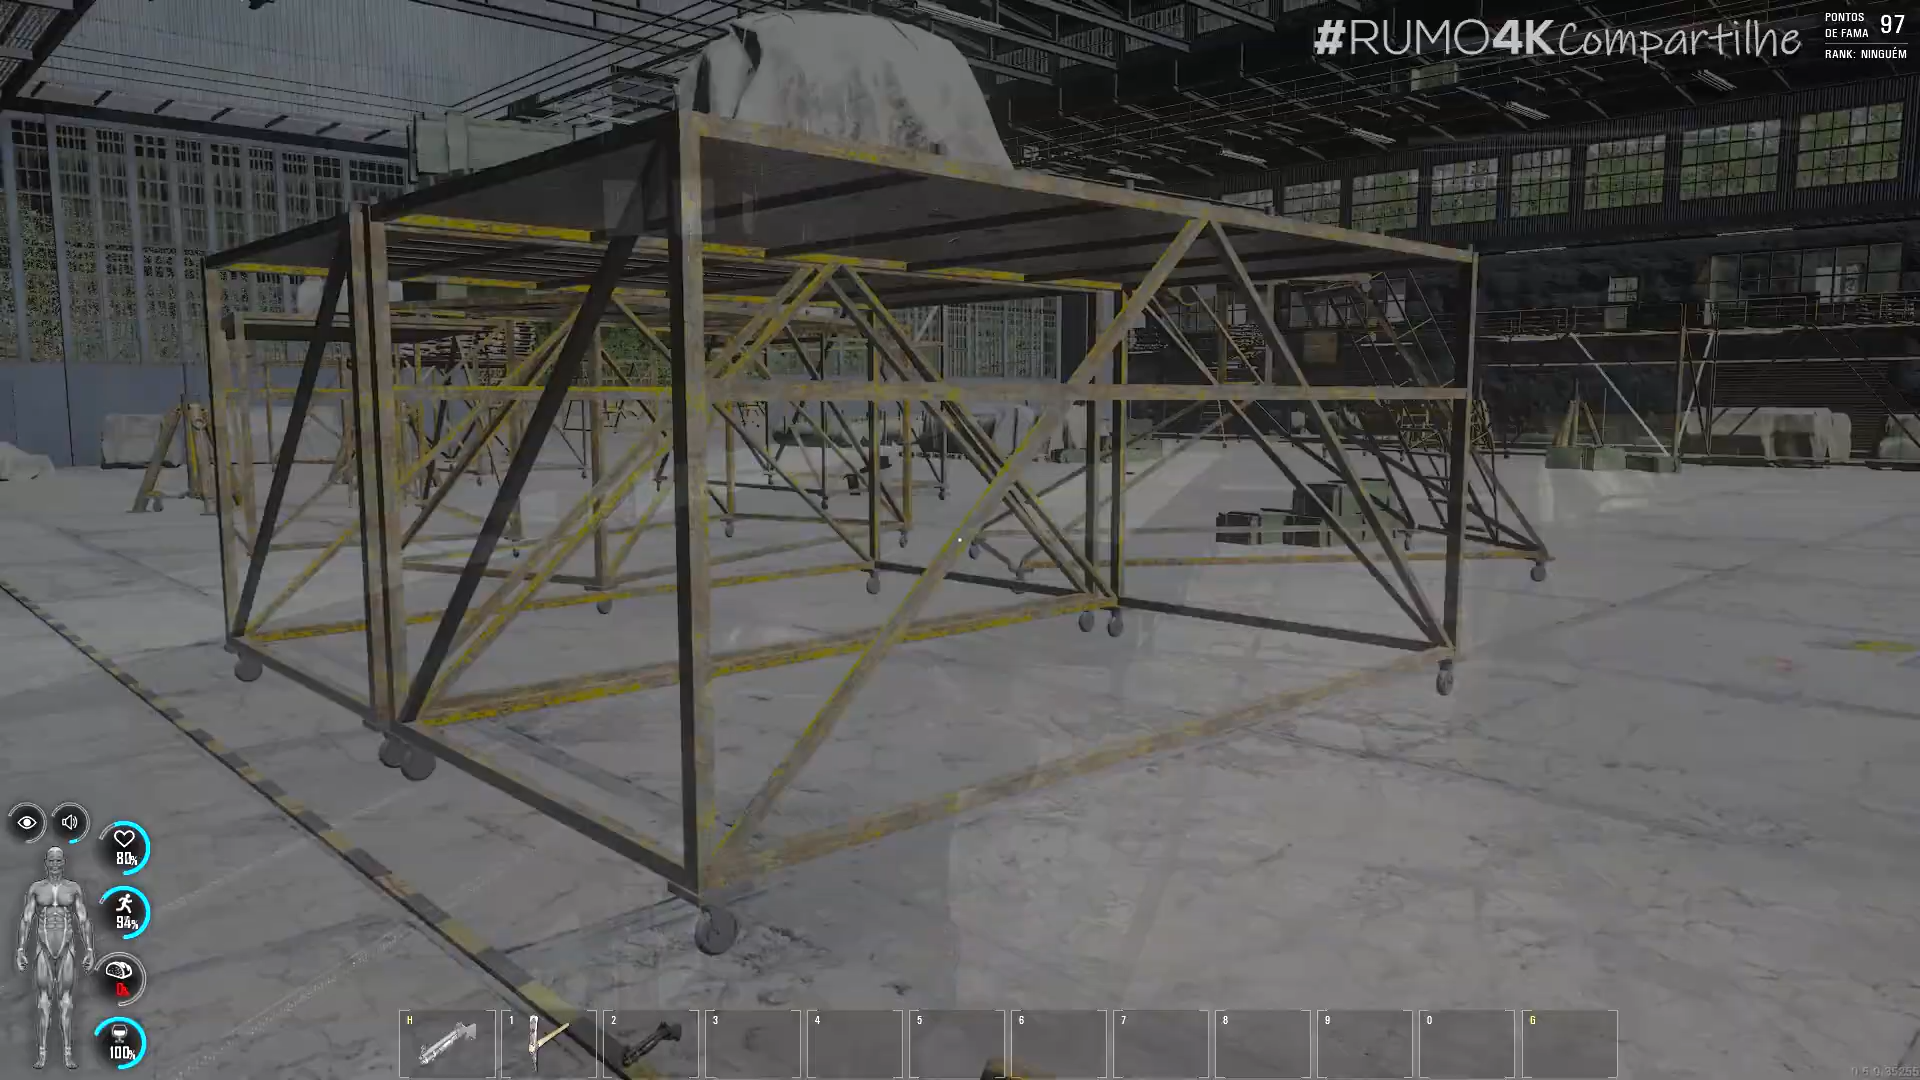 #RUMO4KCompartilhe
PONTOS
DE FAMA 97
RANK: NINGUÉM
80%
94%
0%
100%
H 1 2 3 4 5 6 7 8 9 0 G